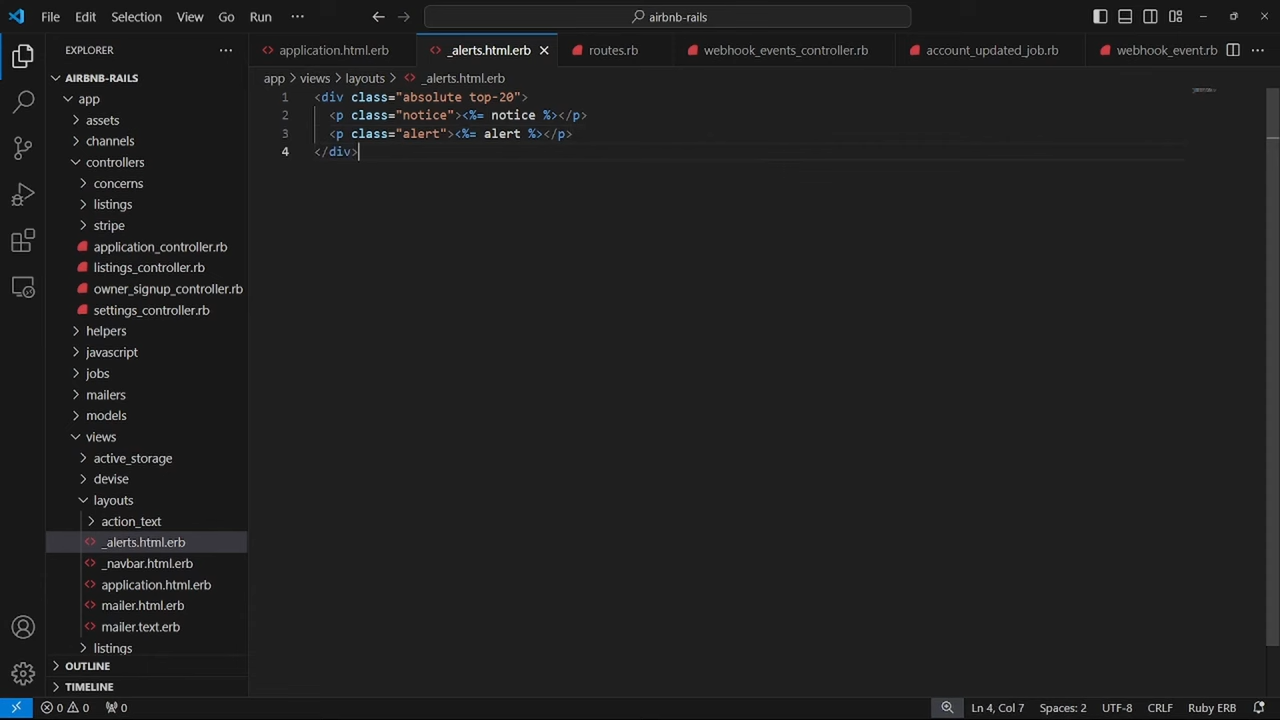 File Edit Selection View Go Run ··· airbnb-rails
EXPLORER ···
application.html.erb _alerts.html.erb routes.rb webhook_events_controller.rb account_updated_job.rb webhook_event.rb ···
AIRBNB-RAILS
app
assets
channels
controllers
concerns
listings
stripe
application_controller.rb
listings_controller.rb
owner_signup_controller.rb
settings_controller.rb
helpers
javascript
jobs
mailers
models
views
active_storage
devise
layouts
action_text
_alerts.html.erb
_navbar.html.erb
application.html.erb
mailer.html.erb
mailer.text.erb
listings
OUTLINE
TIMELINE
app > views > layouts > _alerts.html.erb
1 <div class="absolute top-20">
2 <p class="notice"><%= notice %></p>
3 <p class="alert"><%= alert %></p>
4 </div>
0 0 0 Ln 4, Col 7 Spaces: 2 UTF-8 CRLF Ruby ERB